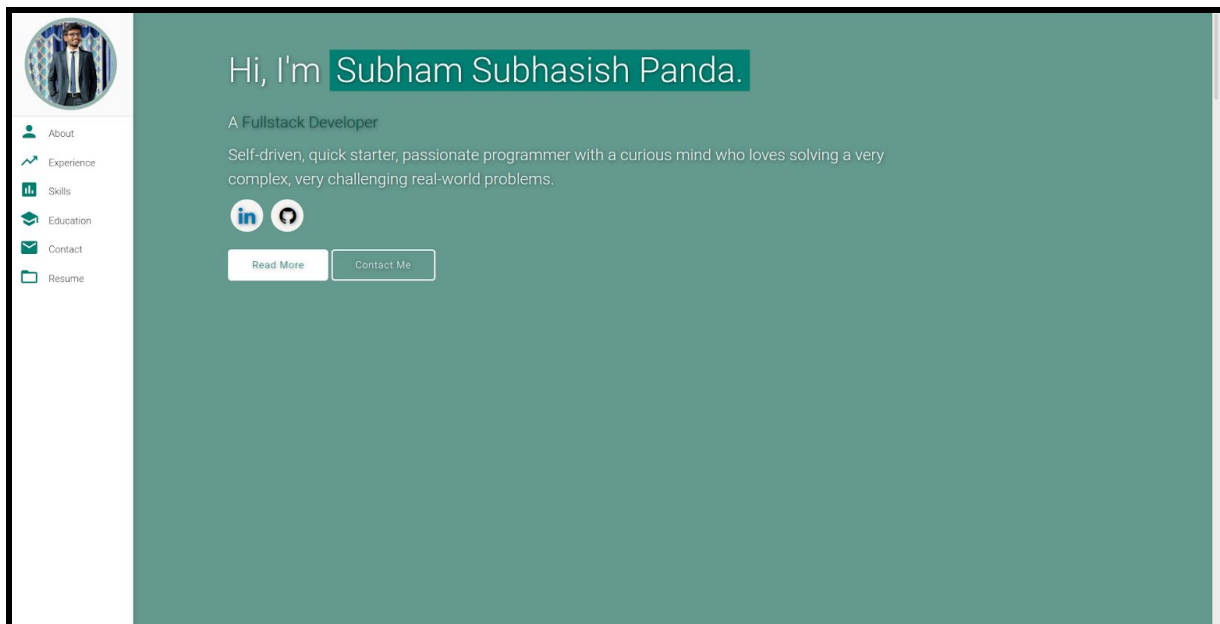 About
Experience
Skills
Education
Contact
Resume
Hi, I'm Subham Subhasish Panda.
A Fullstack Developer
Self-driven, quick starter, passionate programmer with a curious mind who loves solving a very
complex, very challenging real-world problems.
in
Read More
Contact Me